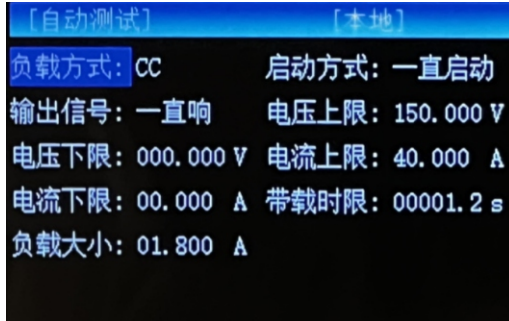 [自动测试] [本地]
负载方式: CC 启动方式: 一直启动
输出信号: 一直响 电压上限: 150.000 V
电压下限: 000.000 V 电流上限: 40.000 A
电流下限: 00.000 A 带载时限: 00001.2 s
负载大小: 01.800 A